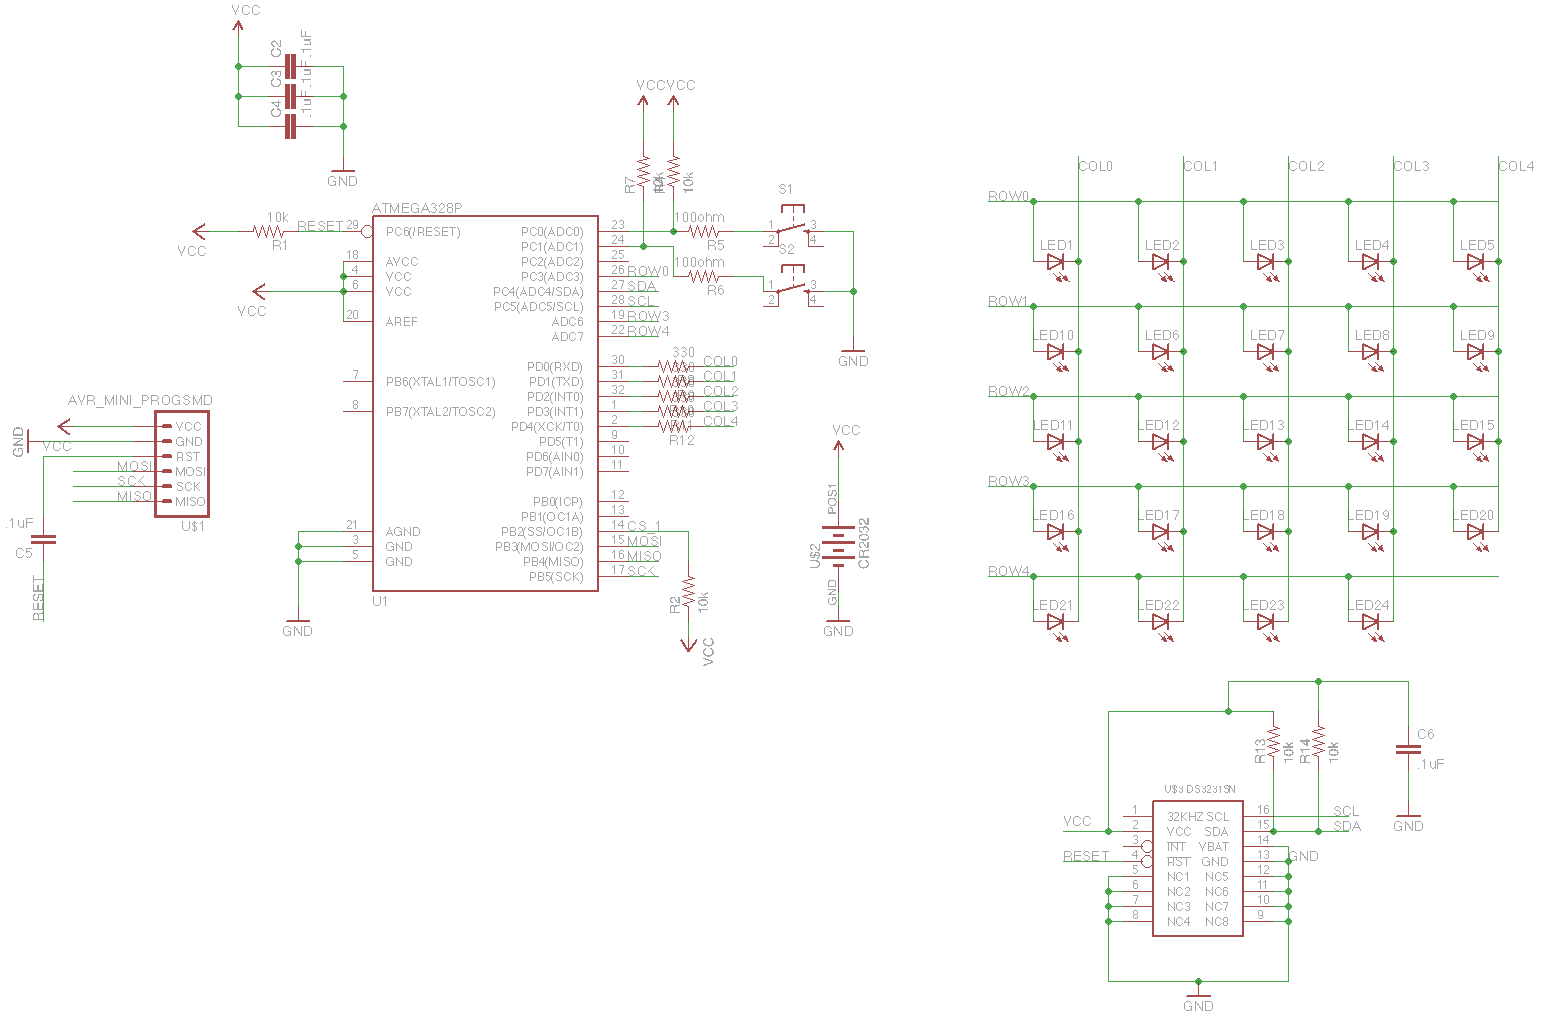 VCC
C2
.1uF
C3
.1uF
C4
.1uF
GND
VCC
VCC
R7
10k
10k
ATMEGA328P
10k
R1
VCC
RESET
29
PC6(/RESET)
18
AVCC
4
VCC
6
VCC
VCC
20
AREF
7
PB6(XTAL1/TOSC1)
8
PB7(XTAL2/TOSC2)
21
AGND
3
GND
5
GND
GND
U1
PC0(ADC0)
23
PC1(ADC1)
24
PC2(ADC2)
25
PC3(ADC3)
26
ROW0
PC4(ADC4/SDA)
27
SDA
PC5(ADC5/SCL)
28
SCL
ADC6
19
ROW3
ADC7
22
ROW4
PD0(RXD)
30
330
COL0
PD1(TXD)
31
COL1
PD2(INT0)
32
COL2
PD3(INT1)
1
COL3
PD4(XCK/T0)
2
COL4
R12
PD5(T1)
9
PD6(AIN0)
10
PD7(AIN1)
11
PB0(ICP)
12
PB1(OC1A)
13
PB2(SS/OC1B)
14
CS_1
PB3(MOSI/OC2)
15
MOSI
PB4(MISO)
16
MISO
PB5(SCK)
17
SCK
R2
10k
VCC
100ohm
R5
100ohm
R6
S1
1
2
3
4
S2
1
2
3
4
GND
AVR_MINI_PROGSMD
VCC
GND
VCC
GND
RST
MOSI
MOSI
SCK
SCK
MISO
MISO
U$1
.1uF
C5
RESET
VCC
POS1
U$2
CR2032
GND
GND
COL0
COL1
COL2
COL3
COL4
ROW0
LED1
LED2
LED3
LED4
LED5
ROW1
LED10
LED6
LED7
LED8
LED9
ROW2
LED11
LED12
LED13
LED14
LED15
ROW3
LED16
LED17
LED18
LED19
LED20
ROW4
LED21
LED22
LED23
LED24
R13
10k
R14
10k
C6
.1uF
GND
U$3 DS3231SN
VCC
RESET
1
32KHZ
SCL
16
SCL
2
VCC
SDA
15
SDA
3
INT
VBAT
14
4
RST
GND
13
GND
5
NC1
NC5
12
6
NC2
NC6
11
7
NC3
NC7
10
8
NC4
NC8
9
GND